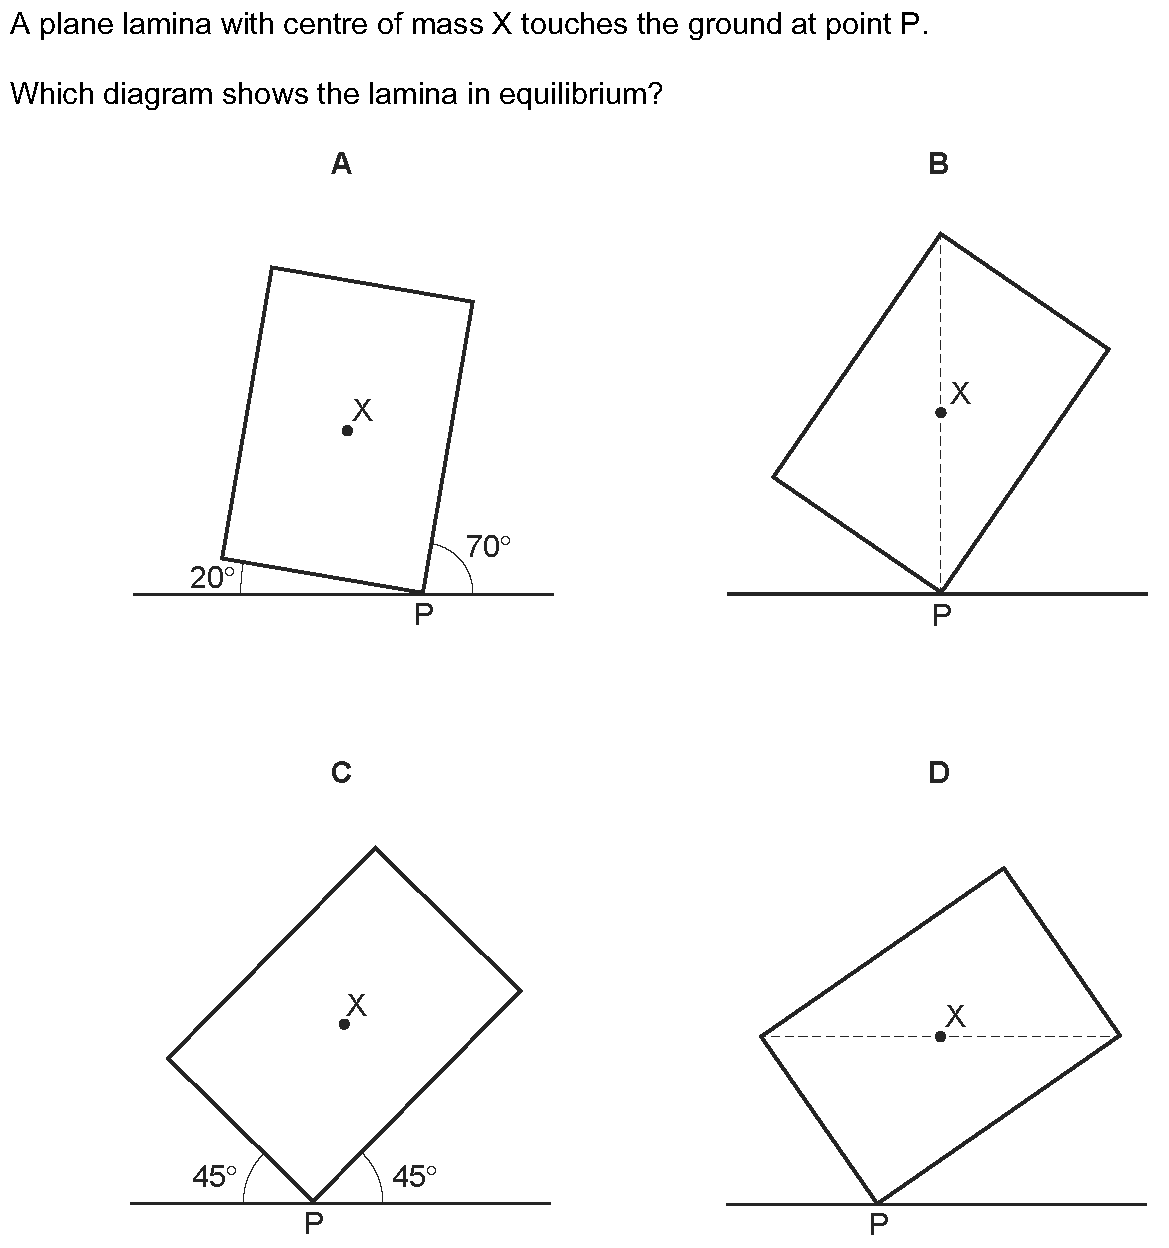 A plane lamina with centre of mass X touches the ground at point P.
Which diagram shows the lamina in equilibrium?
A
B
X
20°
70°
P
X
P
C
D
X
45°
45°
P
X
P